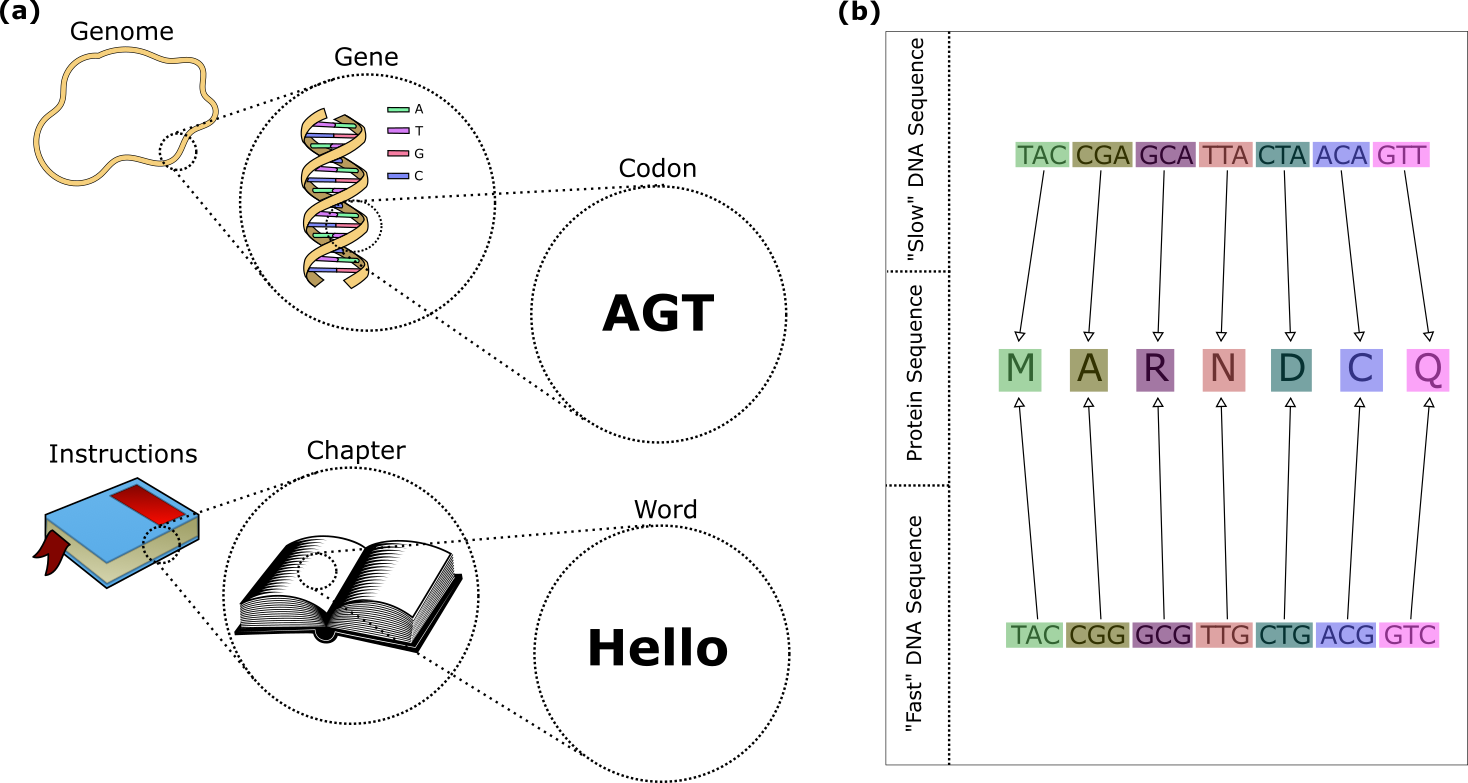 (a)
Genome
Gene
A
T
G
C
Codon
AGT
Instructions
Chapter
Word
Hello
(b)
"Slow" DNA Sequence
TAC CGA GCA TTA CTA ACA GTT
Protein Sequence
M A R N D C Q
"Fast" DNA Sequence
TAC CGG GCG TTG CTG ACG GTC